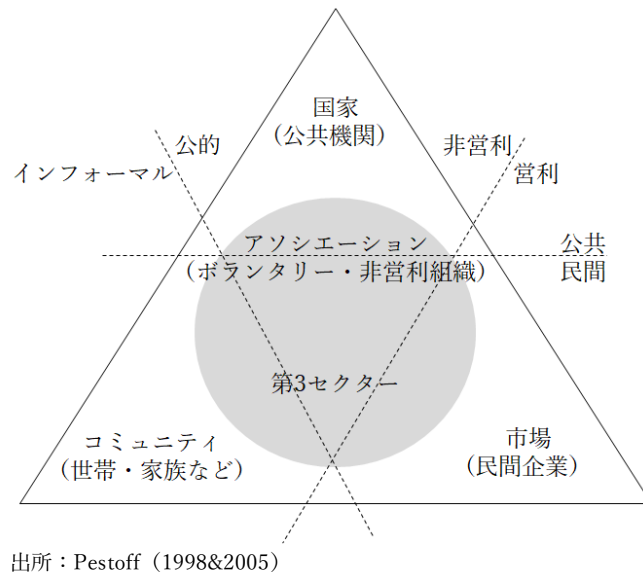 国家
(公共機関)
公的
インフォーマル
非営利
営利
アソシエーション
(ボランタリー・非営利組織)
公共
民間
第3セクター
コミュニティ
(世帯・家族など)
市場
(民間企業)
出所：Pestoff（1998&2005）